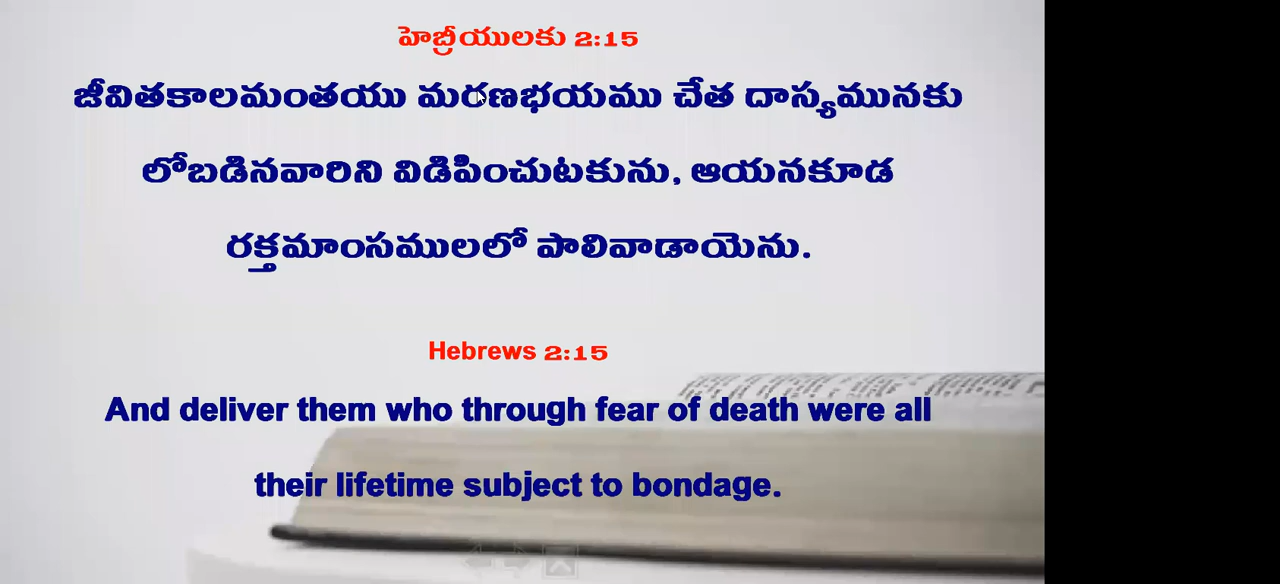 హెబ్రీయులకు 2:15
జీవితకాలమంతయు మరణభయము చేత దాస్యమునకు
లోబడినవారిని విడిపించుటకును, ఆయనకూడ
రక్తమాంసములలో పాలివాడాయెను.
Hebrews 2:15
And deliver them who through fear of death were all
their lifetime subject to bondage.